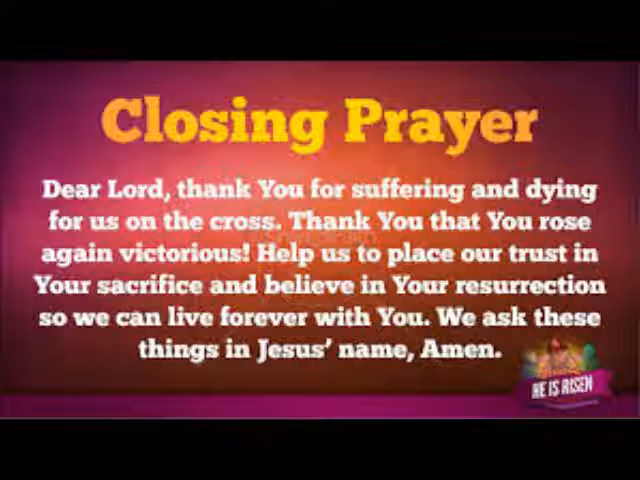 Closing Prayer
Dear Lord, thank You for suffering and dying
for us on the cross. Thank You that You rose
again victorious! Help us to place our trust in
Your sacrifice and believe in Your resurrection
so we can live forever with You. We ask these
things in Jesus’ name, Amen.
HE IS RISEN